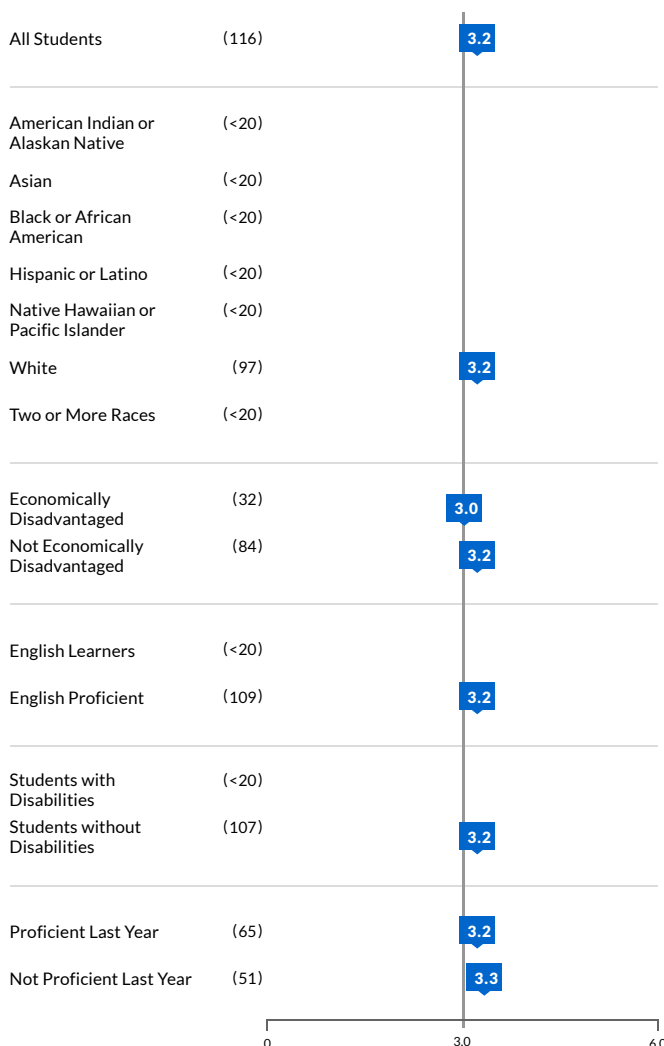 All Students (116) 3.2
American Indian or (<20)
Alaskan Native
Asian (<20)
Black or African (<20)
American
Hispanic or Latino (<20)
Native Hawaiian or (<20)
Pacific Islander
White (97) 3.2
Two or More Races (<20)
Economically (32) 3.0
Disadvantaged
Not Economically (84) 3.2
Disadvantaged
English Learners (<20)
English Proficient (109) 3.2
Students with (<20)
Disabilities
Students without (107) 3.2
Disabilities
Proficient Last Year (65) 3.2
Not Proficient Last Year (51) 3.3
0 3.0 6.0